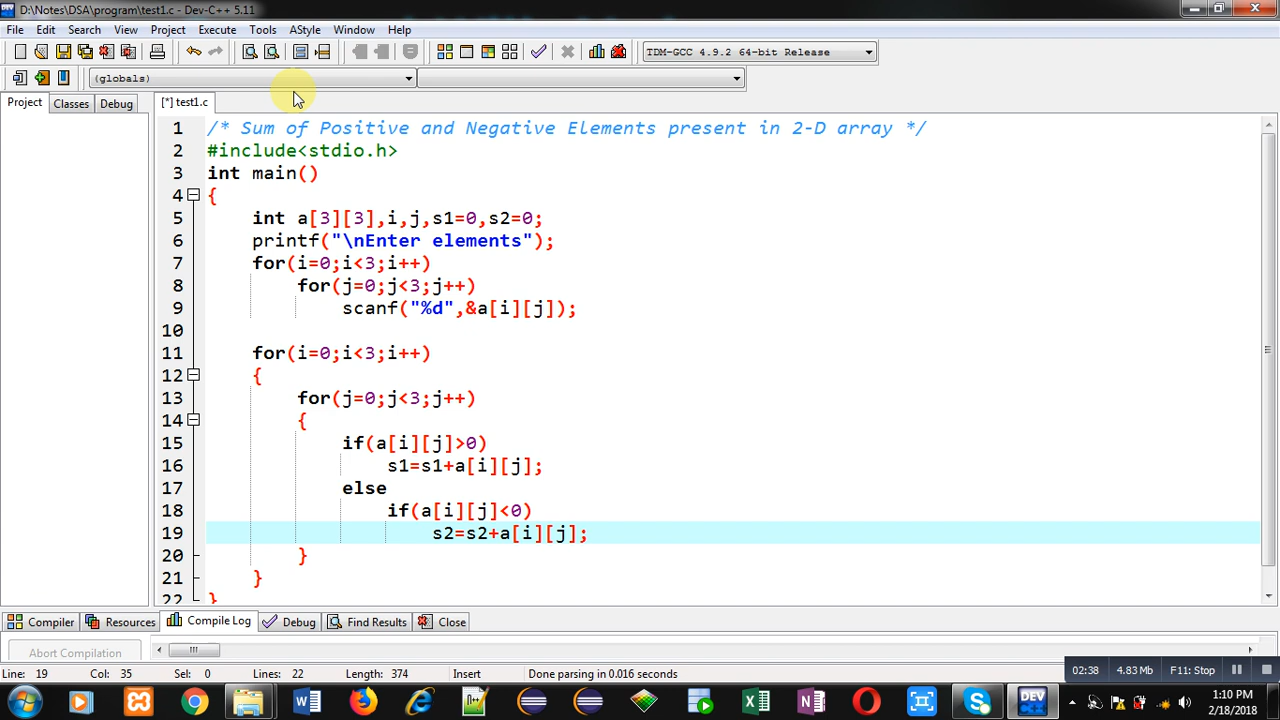 D:\Notes\DSA\program\test1.c - Dev-C++ 5.11
File Edit Search View Project Execute Tools AStyle Window Help
TDM-GCC 4.9.2 64-bit Release
(globals)
Project Classes Debug [*] test1.c
1 /* Sum of Positive and Negative Elements present in 2-D array */
2 #include<stdio.h>
3 int main()
4 {
5 int a[3][3],i,j,s1=0,s2=0;
6 printf("\nEnter elements");
7 for(i=0;i<3;i++)
8 for(j=0;j<3;j++)
9 scanf("%d",&a[i][j]);
10
11 for(i=0;i<3;i++)
12 {
13 for(j=0;j<3;j++)
14 {
15 if(a[i][j]>0)
16 s1=s1+a[i][j];
17 else
18 if(a[i][j]<0)
19 s2=s2+a[i][j];
20 }
21 }
22 }
Compiler Resources Compile Log Debug Find Results Close
Abort Compilation
Line: 19 Col: 35 Sel: 0 Lines: 22 Length: 374 Insert Done parsing in 0.016 seconds
02:38 4.83 Mb F11: Stop
1:10 PM
2/18/2018